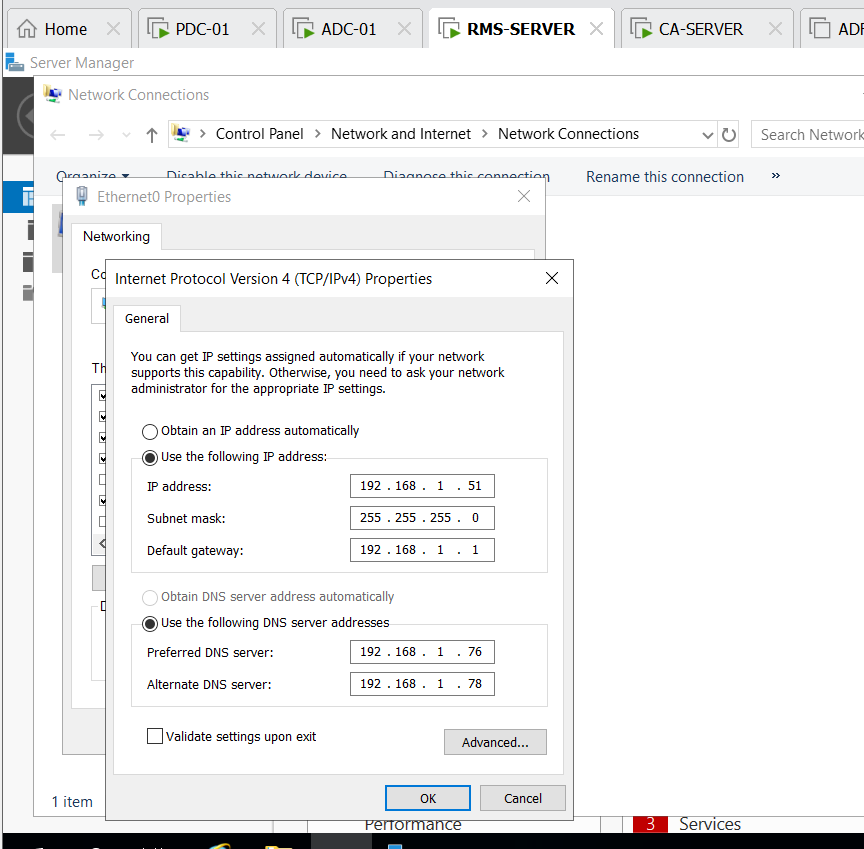 Home
PDC-01
ADC-01
RMS-SERVER
CA-SERVER
Server Manager
Network Connections
Control Panel > Network and Internet > Network Connections
Search Network
Organize
Disable this network device
Diagnose this connection
Rename this connection
»
Ethernet0 Properties
Networking
Internet Protocol Version 4 (TCP/IPv4) Properties
General
You can get IP settings assigned automatically if your network
supports this capability. Otherwise, you need to ask your network
administrator for the appropriate IP settings.
Obtain an IP address automatically
Use the following IP address:
IP address: 192 . 168 . 1 . 51
Subnet mask: 255 . 255 . 255 . 0
Default gateway: 192 . 168 . 1 . 1
Obtain DNS server address automatically
Use the following DNS server addresses
Preferred DNS server: 192 . 168 . 1 . 76
Alternate DNS server: 192 . 168 . 1 . 78
Validate settings upon exit
Advanced...
OK
Cancel
1 item
Performance
3 Services